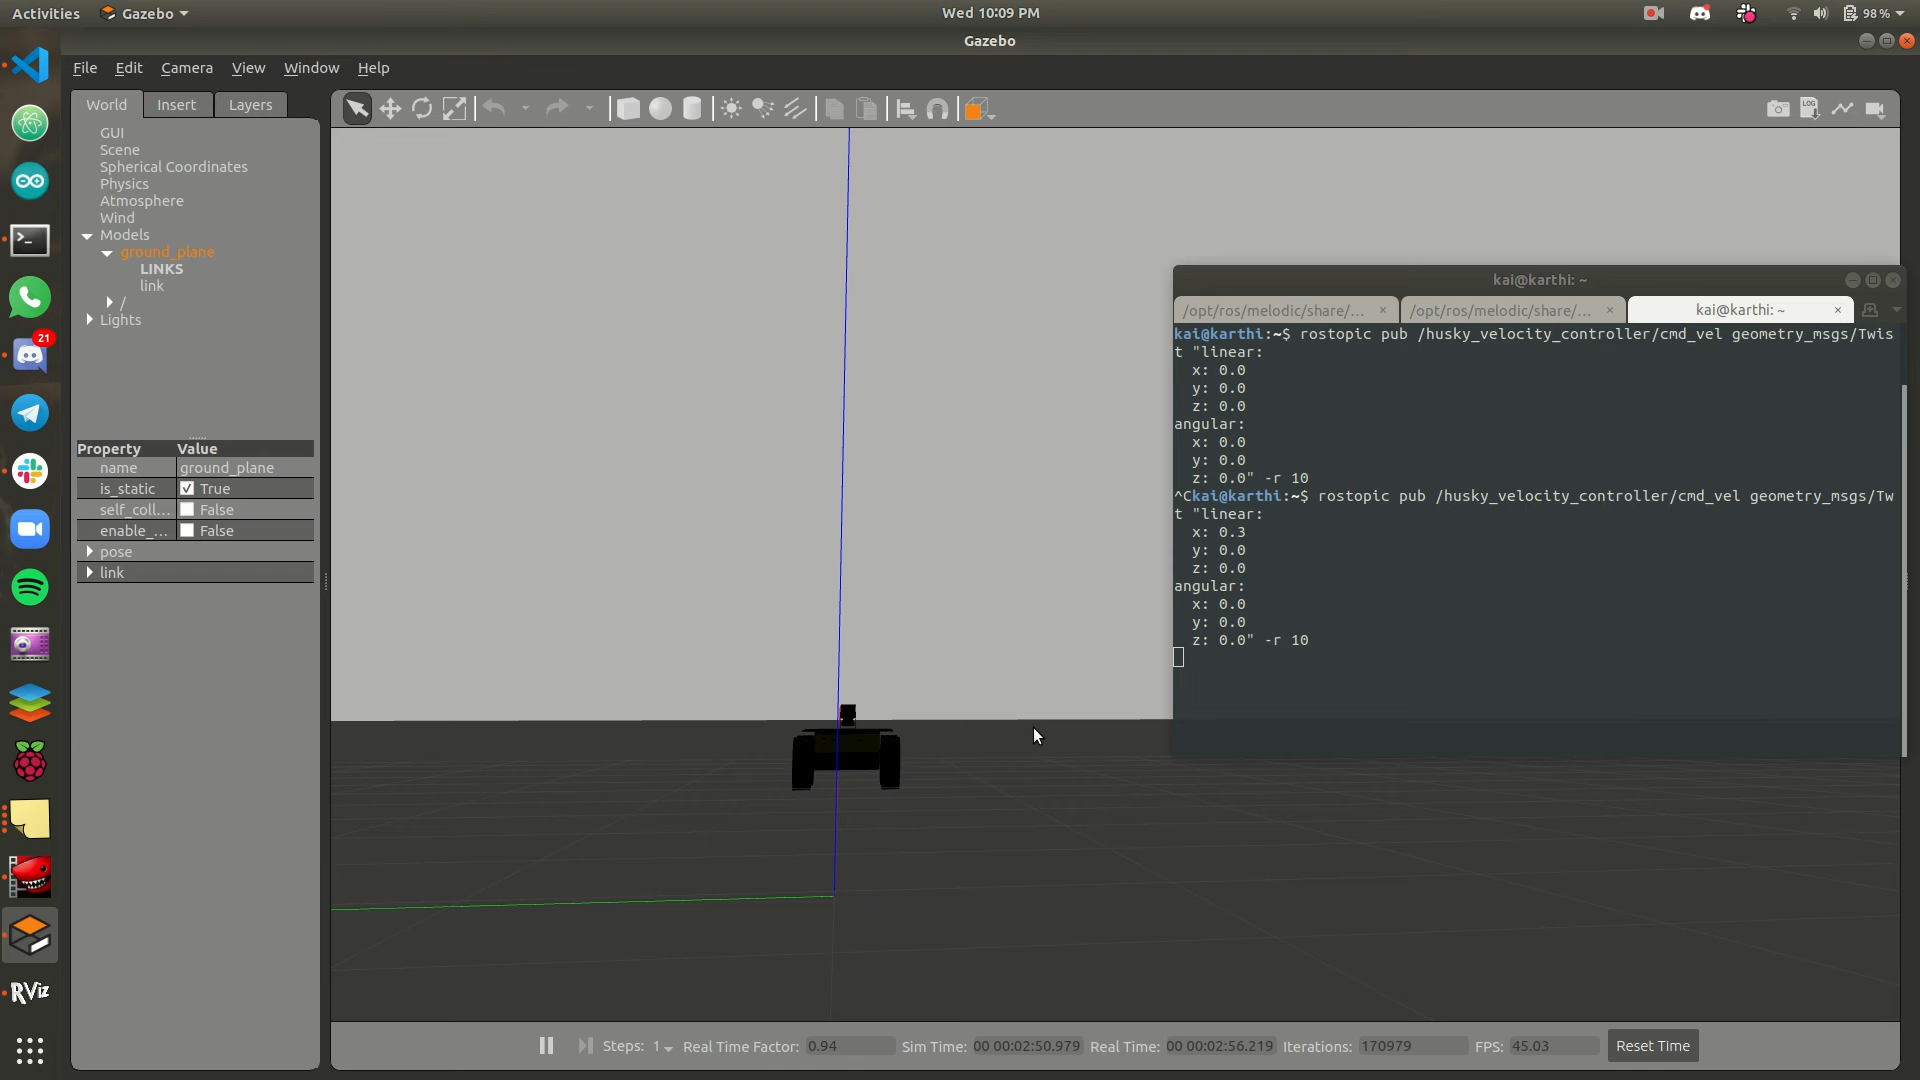 Activities Gazebo Wed 10:09 PM 98%
Gazebo
File Edit Camera View Window Help
World Insert Layers
LOG
GUI
Scene
Spherical Coordinates
Physics
Atmosphere
Wind
Models
ground_plane
LINKS
link
/
Lights
Property Value
name ground_plane
is_static True
self_coll... False
enable_... False
pose
link
21
RViz
kai@karthi: ~
/opt/ros/melodic/share/... × /opt/ros/melodic/share/... × kai@karthi: ~ ×
kai@karthi:~$ rostopic pub /husky_velocity_controller/cmd_vel geometry_msgs/Twis
t "linear:
x: 0.0
y: 0.0
z: 0.0
angular:
x: 0.0
y: 0.0
z: 0.0" -r 10
^Ckai@karthi:~$ rostopic pub /husky_velocity_controller/cmd_vel geometry_msgs/Tw
t "linear:
x: 0.3
y: 0.0
z: 0.0
angular:
x: 0.0
y: 0.0
z: 0.0" -r 10
Steps: 1 Real Time Factor: 0.94 Sim Time: 00 00:02:50.979 Real Time: 00 00:02:56.219 Iterations: 170979 FPS: 45.03 Reset Time